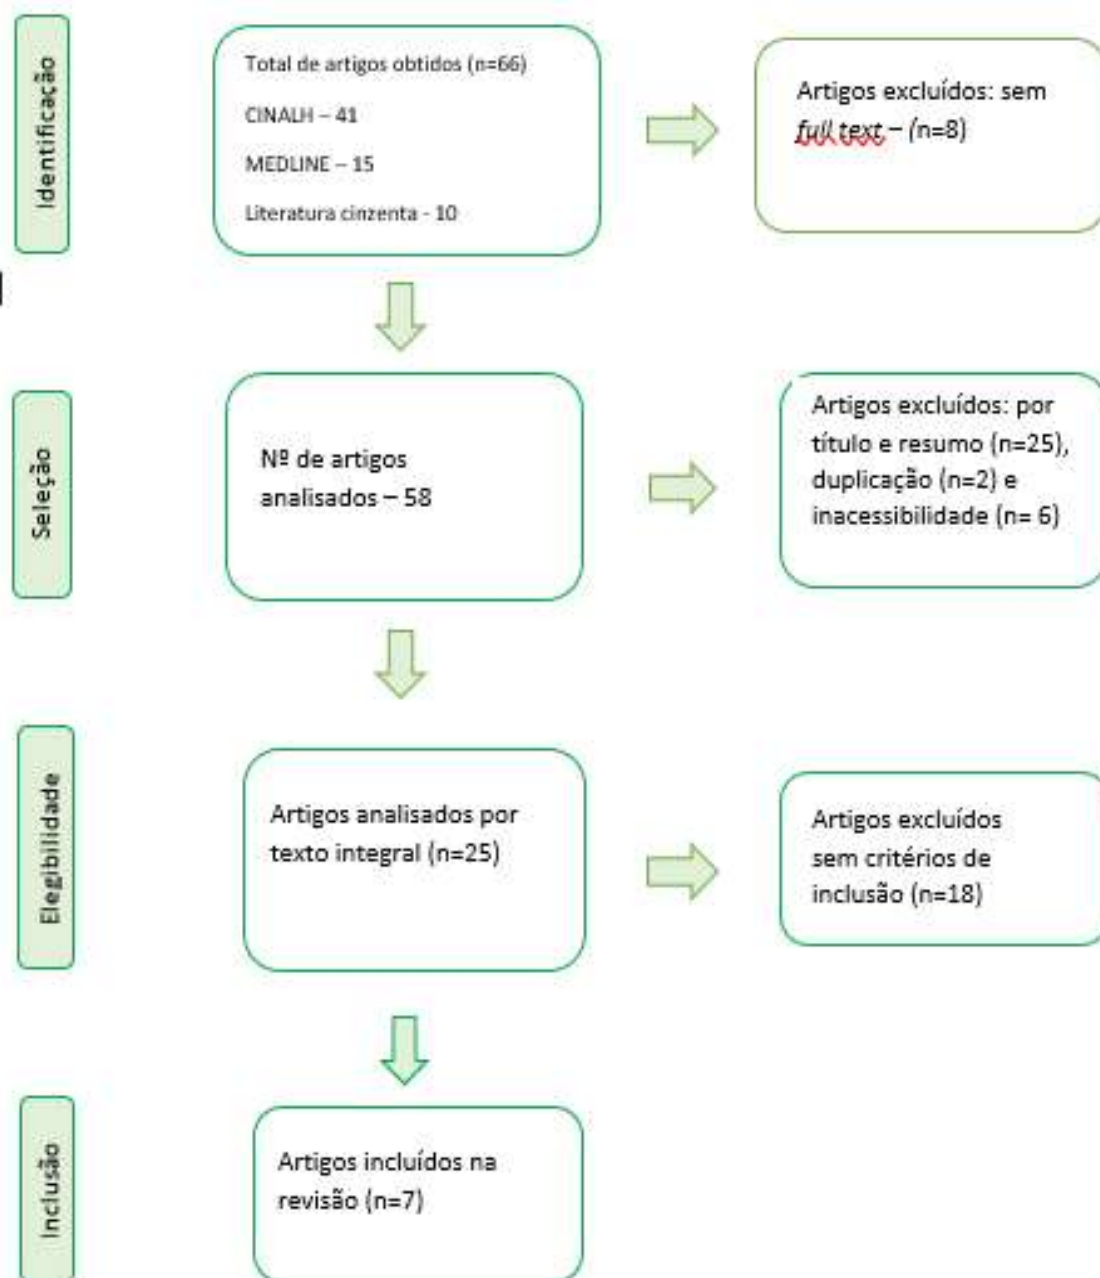 Identificação
Total de artigos obtidos (n=66)
CINALH – 41
MEDLINE – 15
Literatura cinzenta - 10
Artigos excluídos: sem
full text – (n=8)
Seleção
Nº de artigos
analisados – 58
Artigos excluídos: por
título e resumo (n=25),
duplicação (n=2) e
inacessibilidade (n= 6)
Elegibilidade
Artigos analisados por
texto integral (n=25)
Artigos excluídos
sem critérios de
inclusão (n=18)
Inclusão
Artigos incluídos na
revisão (n=7)